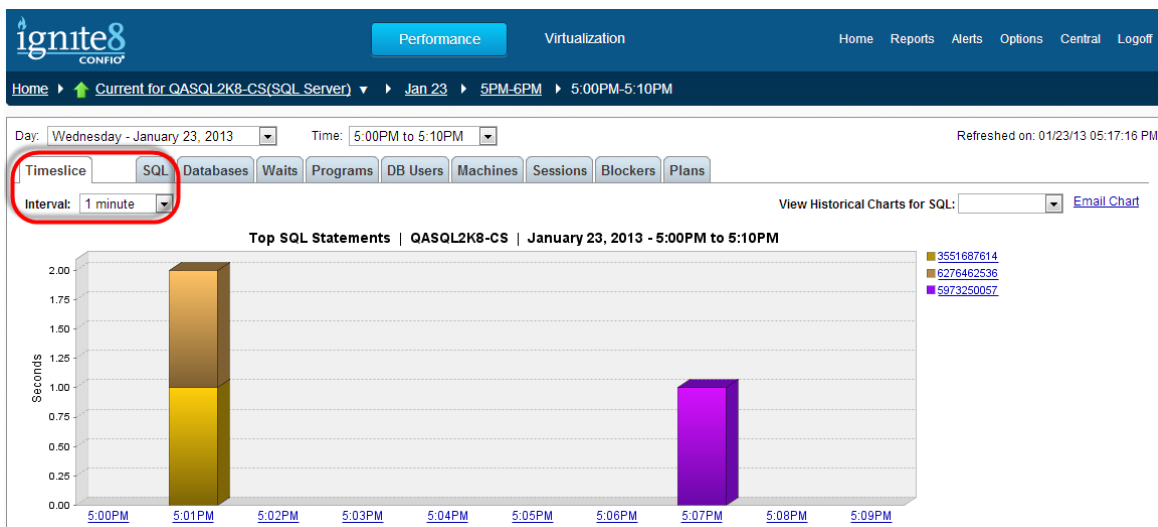 ignite8
CONFIO®
Performance Virtualization Home Reports Alerts Options Central Logoff
Home Current for QASQL2K8-CS(SQL Server) Jan 23 5PM-6PM 5:00PM-5:10PM
Day: Wednesday - January 23, 2013 Time: 5:00PM to 5:10PM Refreshed on: 01/23/13 05:17:16 PM
Timeslice SQL Databases Waits Programs DB Users Machines Sessions Blockers Plans
Interval: 1 minute View Historical Charts for SQL: Email Chart
Top SQL Statements | QASQL2K8-CS | January 23, 2013 - 5:00PM to 5:10PM
3551687614
6276462536
5973250057
Seconds
2.00
1.75
1.50
1.25
1.00
0.75
0.50
0.25
0.00
5:00PM 5:01PM 5:02PM 5:03PM 5:04PM 5:05PM 5:06PM 5:07PM 5:08PM 5:09PM